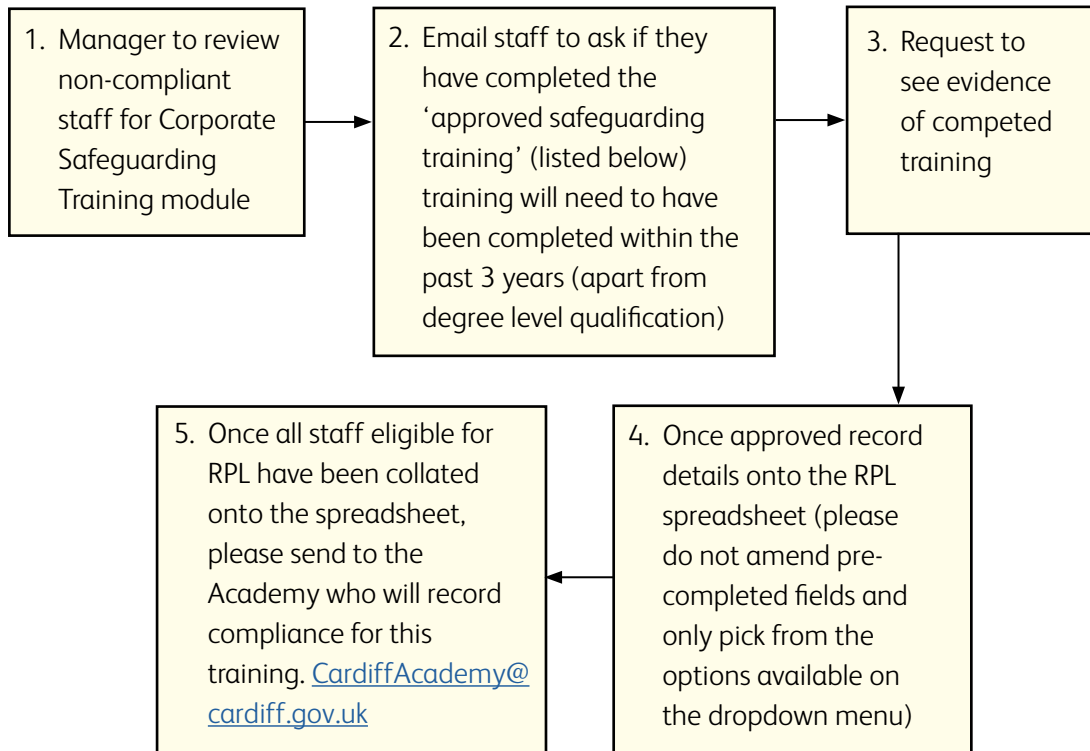 1. Manager to review
non-compliant
staff for Corporate
Safeguarding
Training module
2. Email staff to ask if they
have completed the
‘approved safeguarding
training’ (listed below)
training will need to have
been completed within the
past 3 years (apart from
degree level qualification)
3. Request to
see evidence
of competed
training
4. Once approved record
details onto the RPL
spreadsheet (please
do not amend pre-
completed fields and
only pick from the
options available on
the dropdown menu)
5. Once all staff eligible for
RPL have been collated
onto the spreadsheet,
please send to the
Academy who will record
compliance for this
training. CardiffAcademy@
cardiff.gov.uk